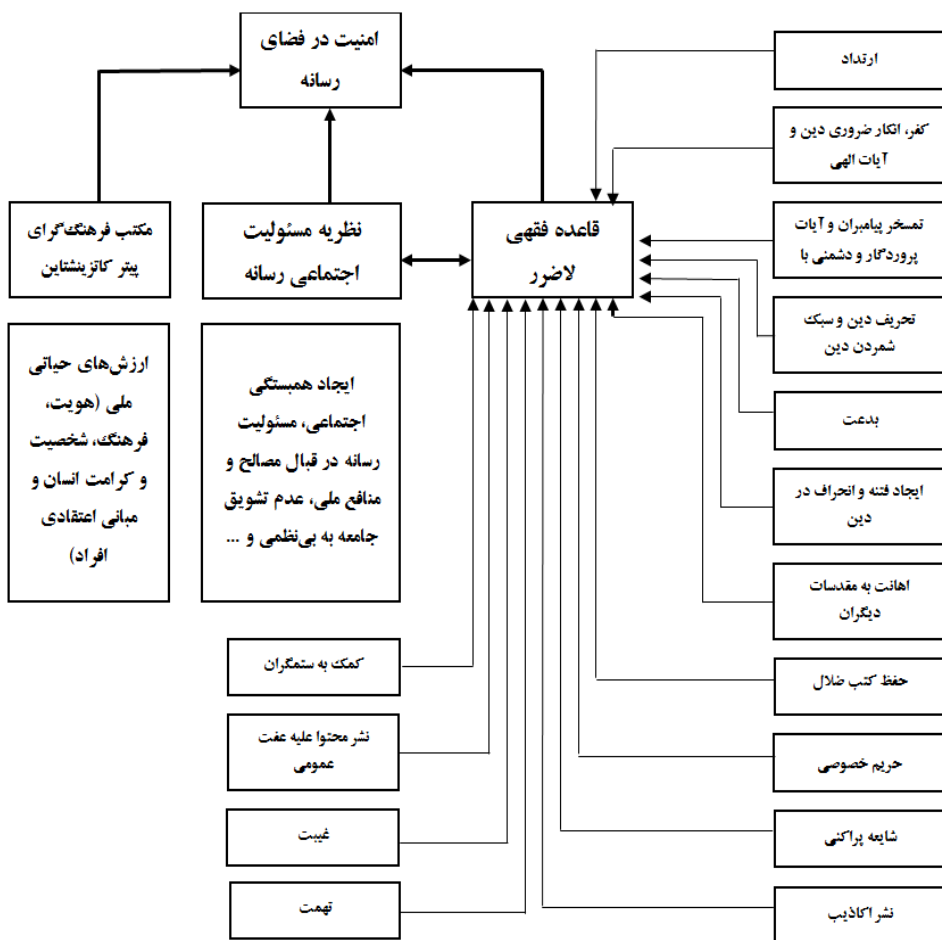 امنیت در فضای
رسانه
ارتداد
کفر، انکار ضروری دین و
آیات الهی
تمسخر پیامبران و آیات
پروردگار و دشمنی با
قاعده فقهی
لاضرر
نظریه مسئولیت
اجتماعی رسانه
مکتب فرهنگ‌گرای
پیتر کاتزینشتاین
تحریف دین و سبک
شمردن دین
بدعت
ایجاد فتنه و انحراف در
دین
اهانت به مقدسات
دیگران
حفظ کتب ضلال
حریم خصوصی
شایعه پراکنی
نشر اکاذیب
ایجاد همبستگی
اجتماعی، مسئولیت
رسانه در قبال مصالح و
منافع ملی، عدم تشویق
جامعه به بی‌نظمی و ...
ارزش‌های حیاتی
ملی (هویت،
فرهنگ، شخصیت
و کرامت انسان و
مبانی اعتقادی
افراد)
کمک به ستمگران
نشر محتوا علیه عفت
عمومی
غیبت
تهمت